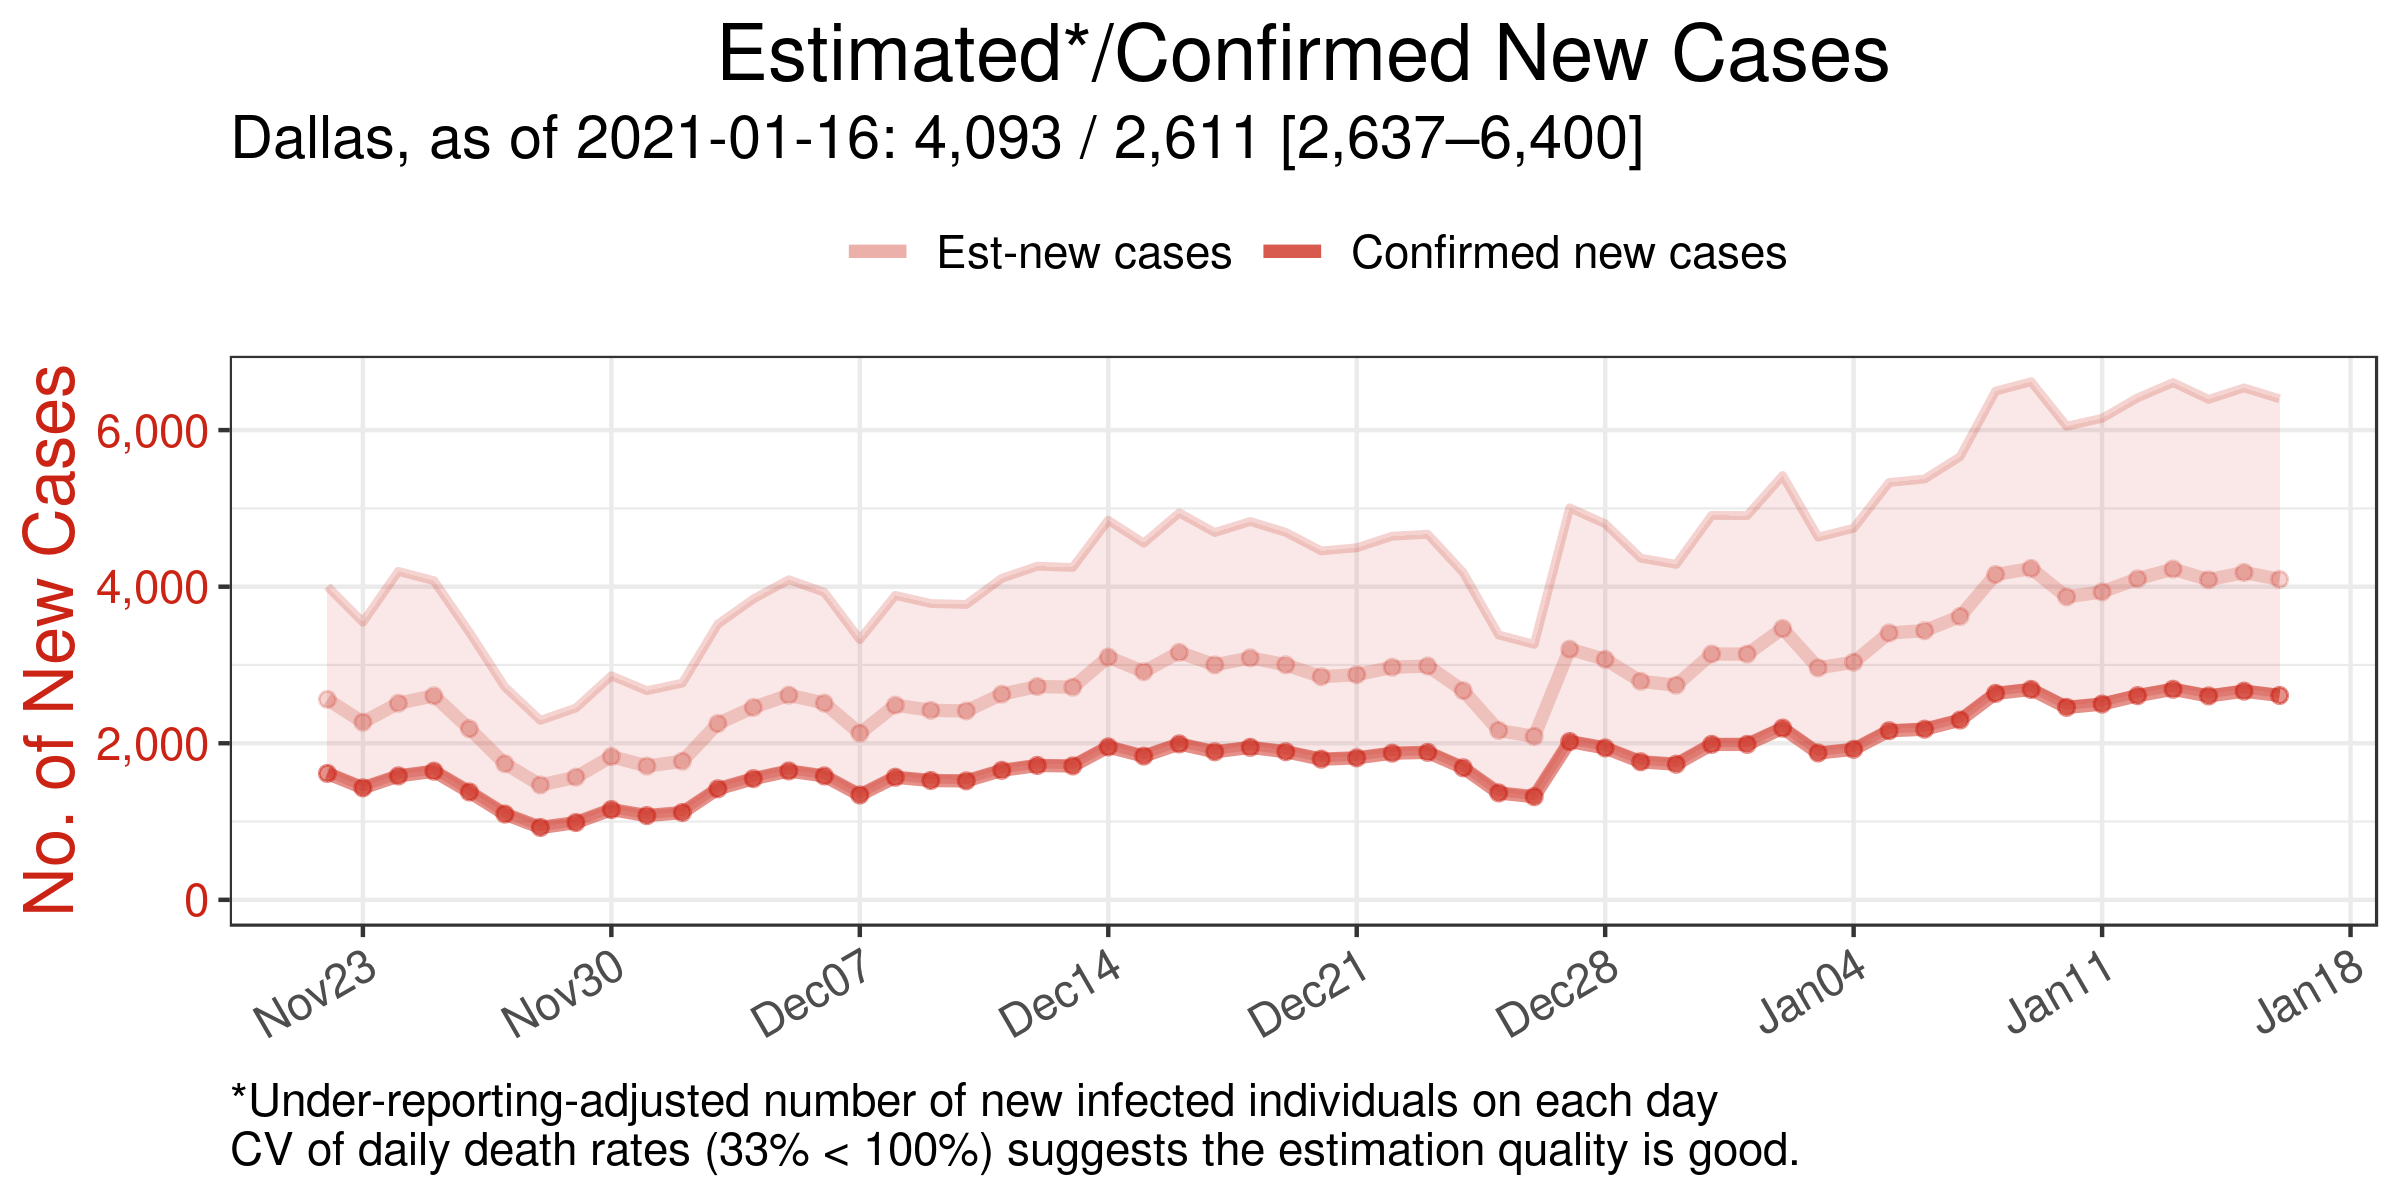 Estimated*/Confirmed New Cases
Dallas, as of 2021-01-16: 4,093 / 2,611 [2,637–6,400]
Est-new cases Confirmed new cases
No. of New Cases
6,000
4,000
2,000
0
Nov23 Nov30 Dec07 Dec14 Dec21 Dec28 Jan04 Jan11 Jan18
*Under-reporting-adjusted number of new infected individuals on each day
CV of daily death rates (33% < 100%) suggests the estimation quality is good.